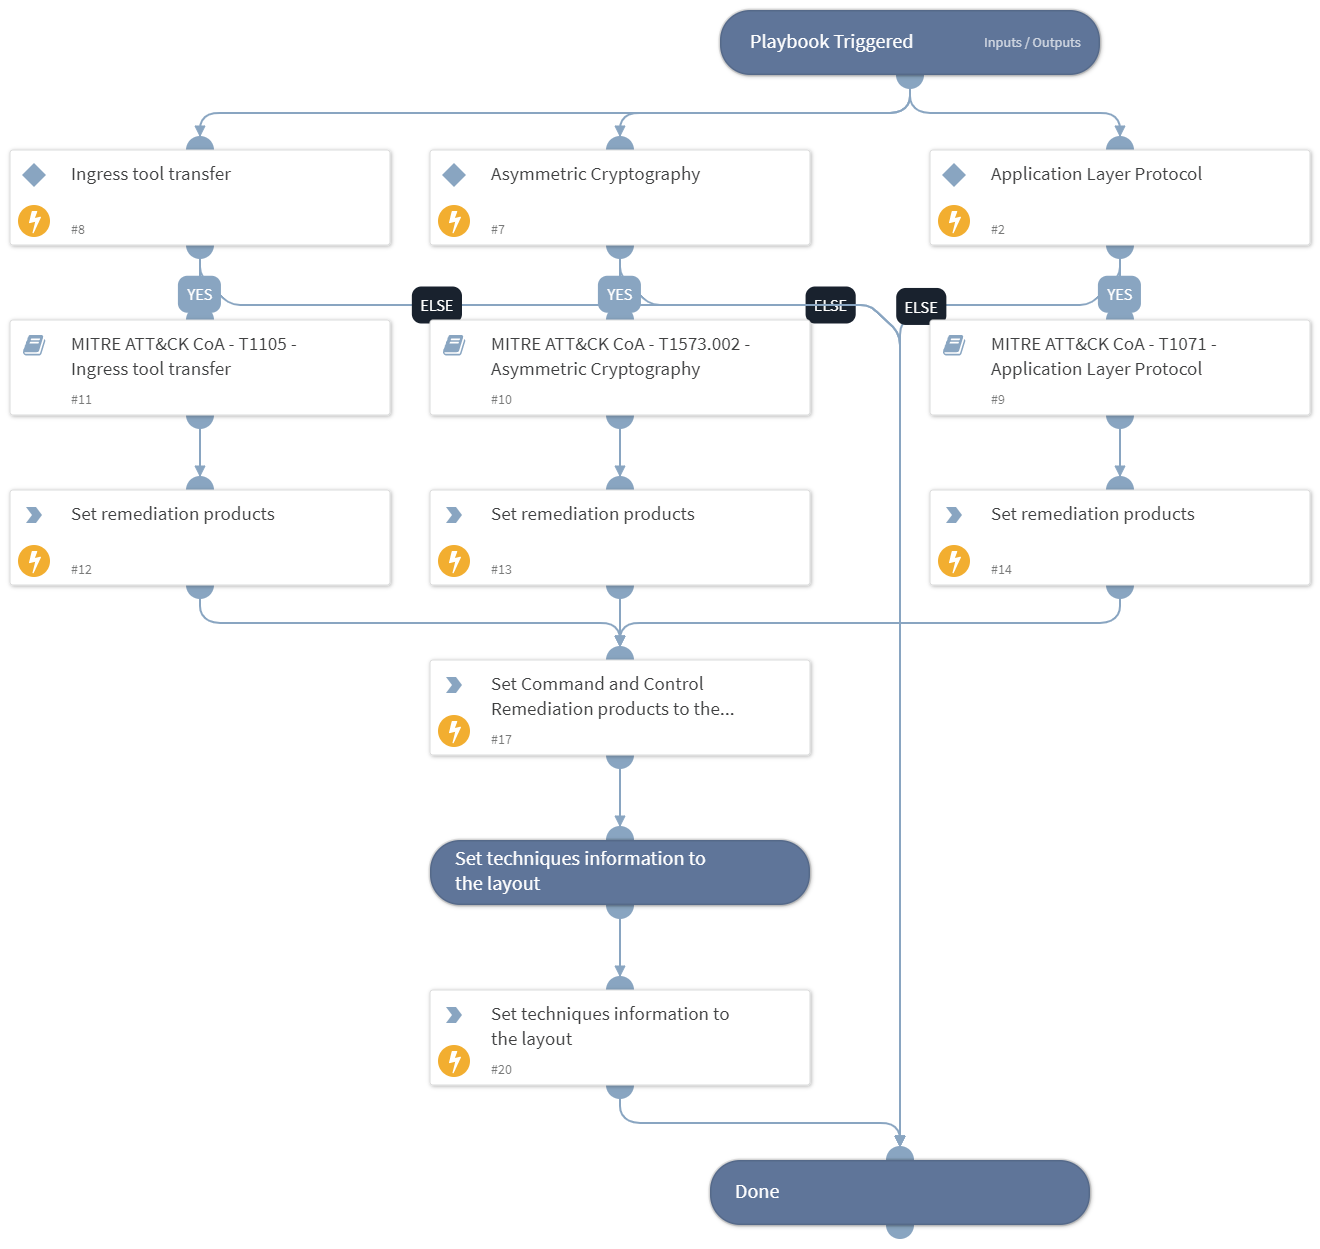 Playbook Triggered
Inputs / Outputs
Ingress tool transfer
#8
Asymmetric Cryptography
#7
Application Layer Protocol
#2
YES
ELSE
YES
ELSE
ELSE
YES
MITRE ATT&CK CoA - T1105 -
Ingress tool transfer
#11
MITRE ATT&CK CoA - T1573.002 -
Asymmetric Cryptography
#10
MITRE ATT&CK CoA - T1071 -
Application Layer Protocol
#9
Set remediation products
#12
Set remediation products
#13
Set remediation products
#14
Set Command and Control
Remediation products to the...
#17
Set techniques information to
the layout
Set techniques information to
the layout
#20
Done